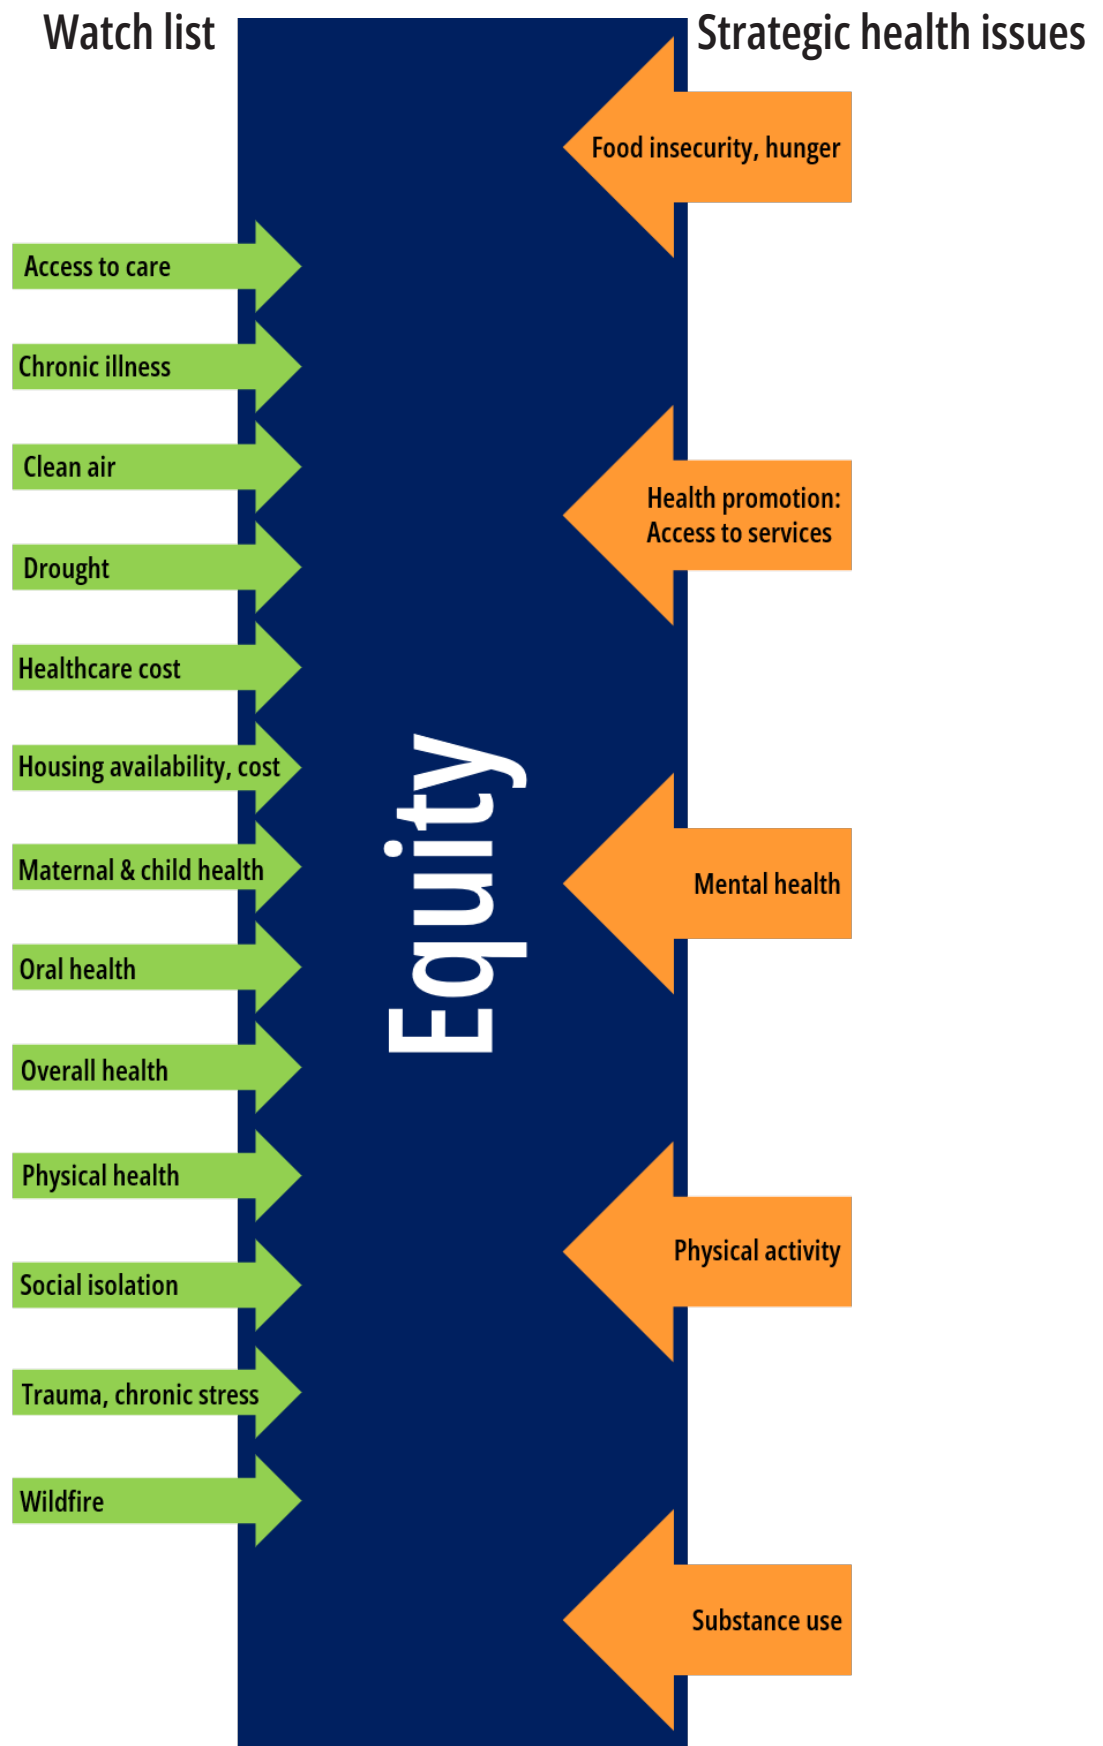 Watch list
Strategic health issues
Access to care
Chronic illness
Clean air
Drought
Healthcare cost
Housing availability, cost
Maternal & child health
Oral health
Overall health
Physical health
Social isolation
Trauma, chronic stress
Wildfire
Equity
Food insecurity, hunger
Health promotion:
Access to services
Mental health
Physical activity
Substance use